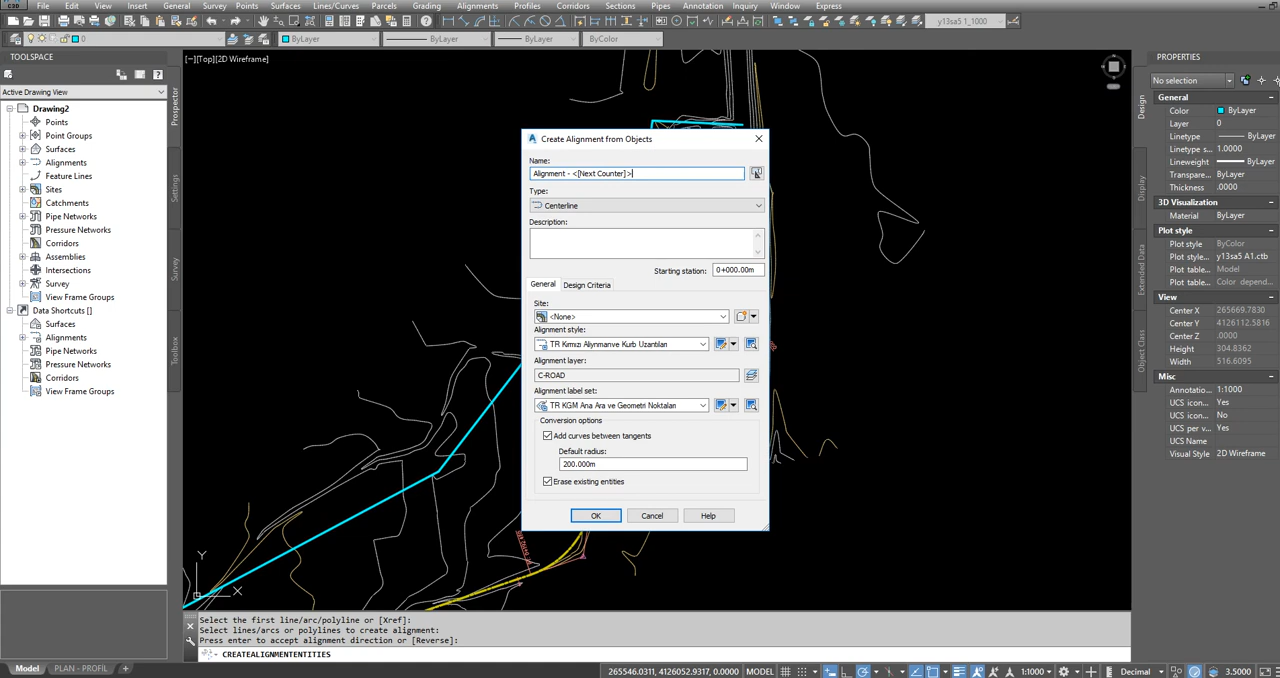 C3D File Edit View Insert General Survey Points Surfaces Lines/Curves Parcels Grading Alignments Profiles Corridors Sections Pipes Annotation Inquiry Window Express
y13sa5 1_1000
0 ByLayer ByLayer ByLayer ByColor
TOOLSPACE
Active Drawing View
Drawing2
Points
Point Groups
Surfaces
Alignments
Feature Lines
Sites
Catchments
Pipe Networks
Pressure Networks
Corridors
Assemblies
Intersections
Survey
View Frame Groups
Data Shortcuts []
Surfaces
Alignments
Pipe Networks
Pressure Networks
Corridors
View Frame Groups
Prospector
Settings
Survey
Toolbox
[−][Top][2D Wireframe]
Create Alignment from Objects
Name:
Alignment - <[Next Counter]>
Type:
Centerline
Description:
Starting station: 0+000.00m
General Design Criteria
Site:
<None>
Alignment style:
TR Kırmızı Aliynmanve Kurb Uzantıları
Alignment layer:
C-ROAD
Alignment label set:
TR KGM Ana Ara ve Geometri Noktaları
Conversion options
Add curves between tangents
Default radius:
200.000m
Erase existing entities
OK Cancel Help
Y
X
PROPERTIES
No selection
General
Color ByLayer
Layer 0
Linetype ByLayer
Linetype s... 1.0000
Lineweight ByLayer
Transpare... ByLayer
Thickness .0000
3D Visualization
Material ByLayer
Plot style
Plot style ByColor
Plot table... y13sa5 A1.ctb
Plot table... Model
Plot table... Color depend...
View
Center X 265669.7830
Center Y 4126112.5816
Center Z .0000
Height 304.8362
Width 516.6095
Misc
Annotatio... 1:1000
UCS icon... Yes
UCS icon... No
UCS per v... Yes
UCS Name
Visual Style 2D Wireframe
Design
Display
Extended Data
Object Class
Select the first line/arc/polyline or [Xref]:
Select lines/arcs or polylines to create alignment:
Press enter to accept alignment direction or [Reverse]:
CREATEALIGNMENTENTITIES
Model PLAN - PROFIL +
265546.0311, 4126052.9317, 0.0000 MODEL 1:1000 Decimal 3.5000